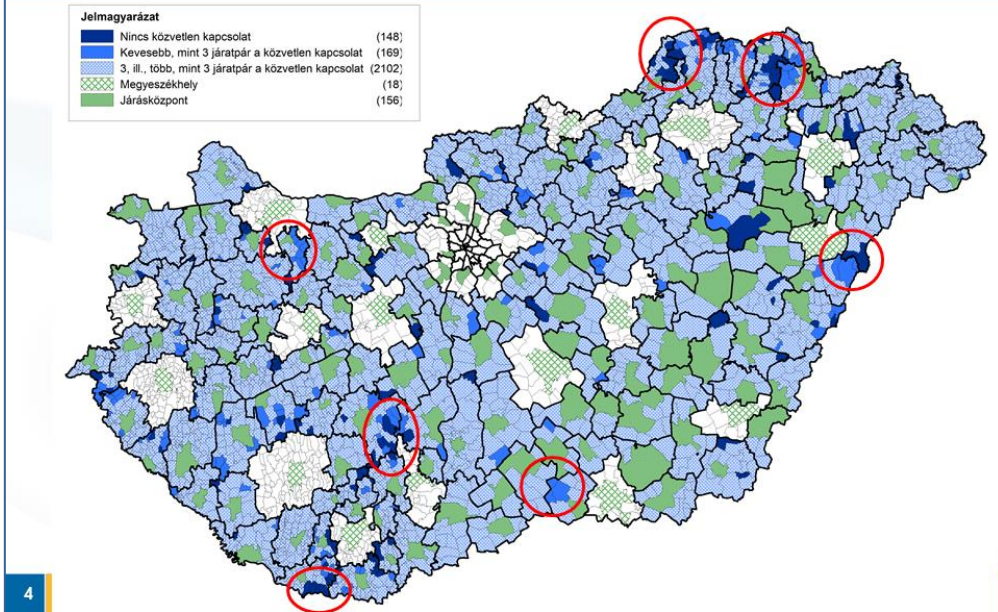 Jelmagyarázat
Nincs közvetlen kapcsolat (148)
Kevesebb, mint 3 járatpár a közvetlen kapcsolat (169)
3, ill., több, mint 3 járatpár a közvetlen kapcsolat (2102)
Megyeszékhely (18)
Járásközpont (156)
4